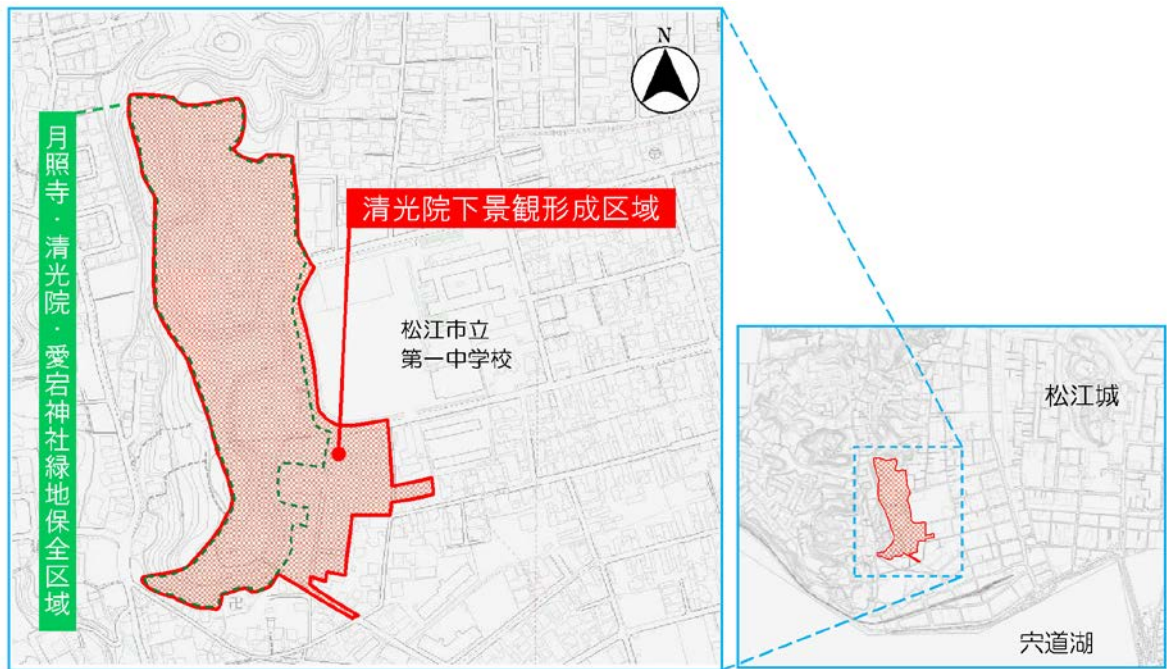 N
月照寺・清光院・愛宕神社緑地保全区域
清光院下景観形成区域
松江市立
第一中学校
松江城
宍道湖